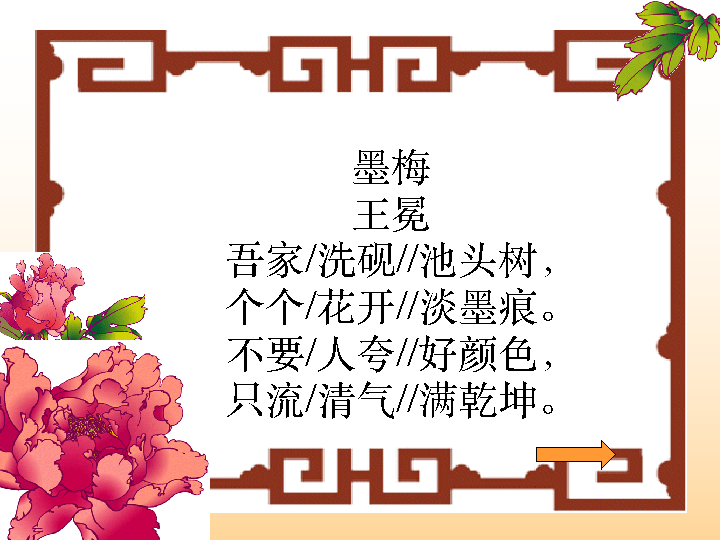 墨梅
王冕
吾家/洗砚//池头树，
个个/花开//淡墨痕。
不要/人夸//好颜色，
只流/清气//满乾坤。